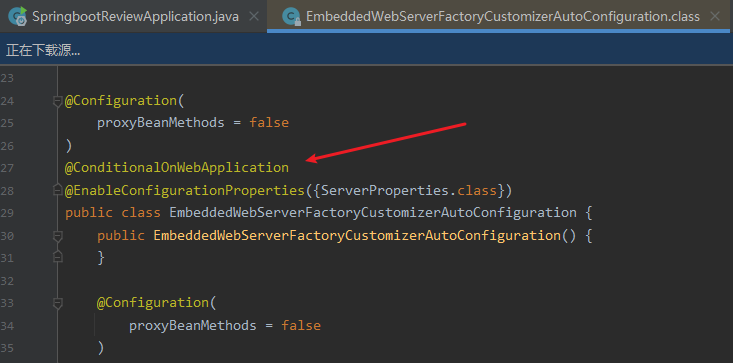 SpringbootReviewApplication.java × EmbeddedWebServerFactoryCustomizerAutoConfiguration.class ×
正在下载源...
23
24 @Configuration(
25 proxyBeanMethods = false
26 )
27 @ConditionalOnWebApplication
28 @EnableConfigurationProperties({ServerProperties.class})
29 public class EmbeddedWebServerFactoryCustomizerAutoConfiguration {
30 public EmbeddedWebServerFactoryCustomizerAutoConfiguration() {
31 }
32
33 @Configuration(
34 proxyBeanMethods = false
35 )